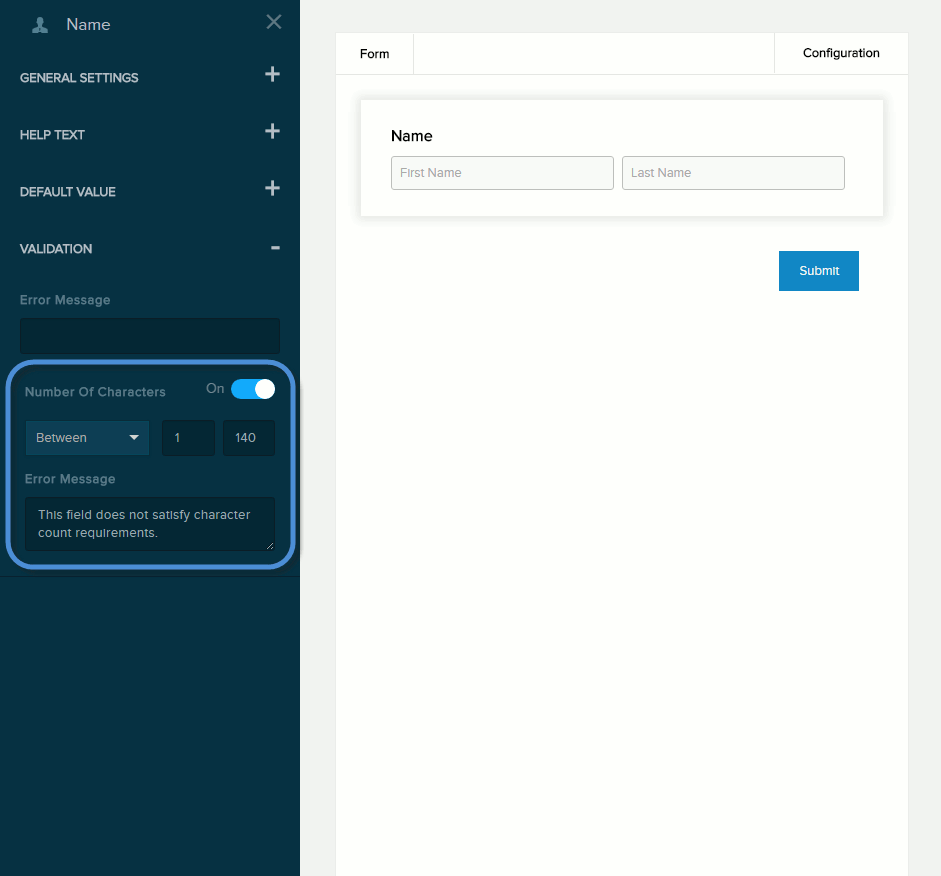 Name
GENERAL SETTINGS
HELP TEXT
DEFAULT VALUE
VALIDATION
Error Message
Number Of Characters On
Between 1 140
Error Message
This field does not satisfy character
count requirements.
Form Configuration
Name
First Name Last Name
Submit